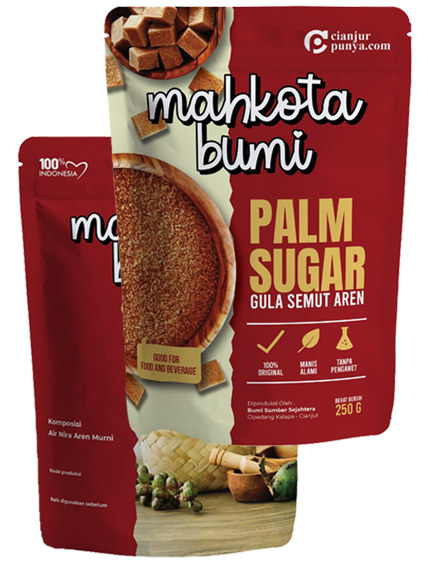 cianjur
punya.com
mahkota
bumi
PALM
SUGAR
GULA SEMUT AREN
100%
ORIGINAL
MANIS
ALAMI
TANPA
PENGAWET
GOOD FOR
FOOD AND BEVERAGE
Diproduksi Oleh :
Bumi Sumber Sejahtera
Cipadang Kalapa - Cianjur
BERAT BERSIH
250 G
100%
INDONESIA
ma
b
Komposisi
Air Nira Aren Murni
Kode produksi
Baik digunakan sebelum